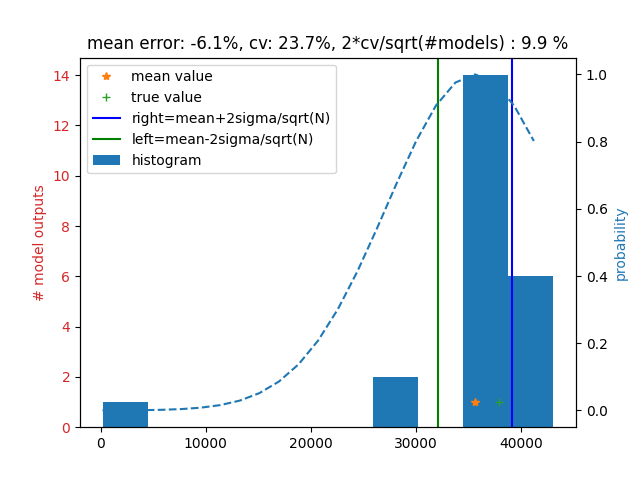 mean error: -6.1%, cv: 23.7%, 2*cv/sqrt(#models) : 9.9 %
mean value
true value
right=mean+2sigma/sqrt(N)
left=mean-2sigma/sqrt(N)
histogram
# model outputs
14
12
10
8
6
4
2
0
0
10000
20000
30000
40000
1.0
0.8
0.6
0.4
0.2
0.0
probability